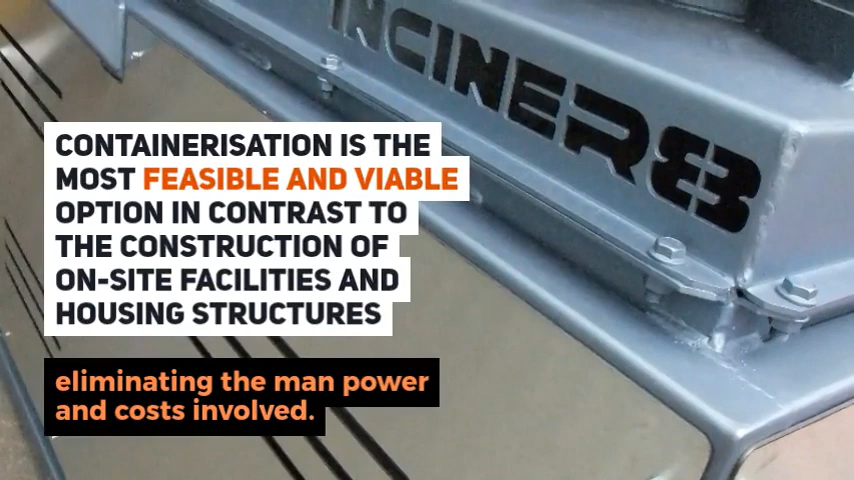 INCINER8
CONTAINERISATION IS THE
MOST FEASIBLE AND VIABLE
OPTION IN CONTRAST TO
THE CONSTRUCTION OF
ON-SITE FACILITIES AND
HOUSING STRUCTURES
eliminating the man power
and costs involved.